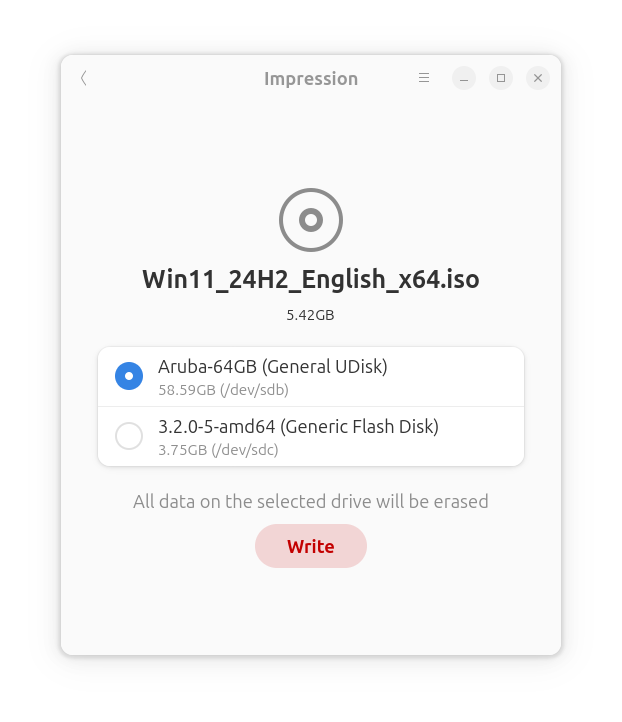 Impression
Win11_24H2_English_x64.iso
5.42GB
Aruba-64GB (General UDisk)
58.59GB (/dev/sdb)
3.2.0-5-amd64 (Generic Flash Disk)
3.75GB (/dev/sdc)
All data on the selected drive will be erased
Write